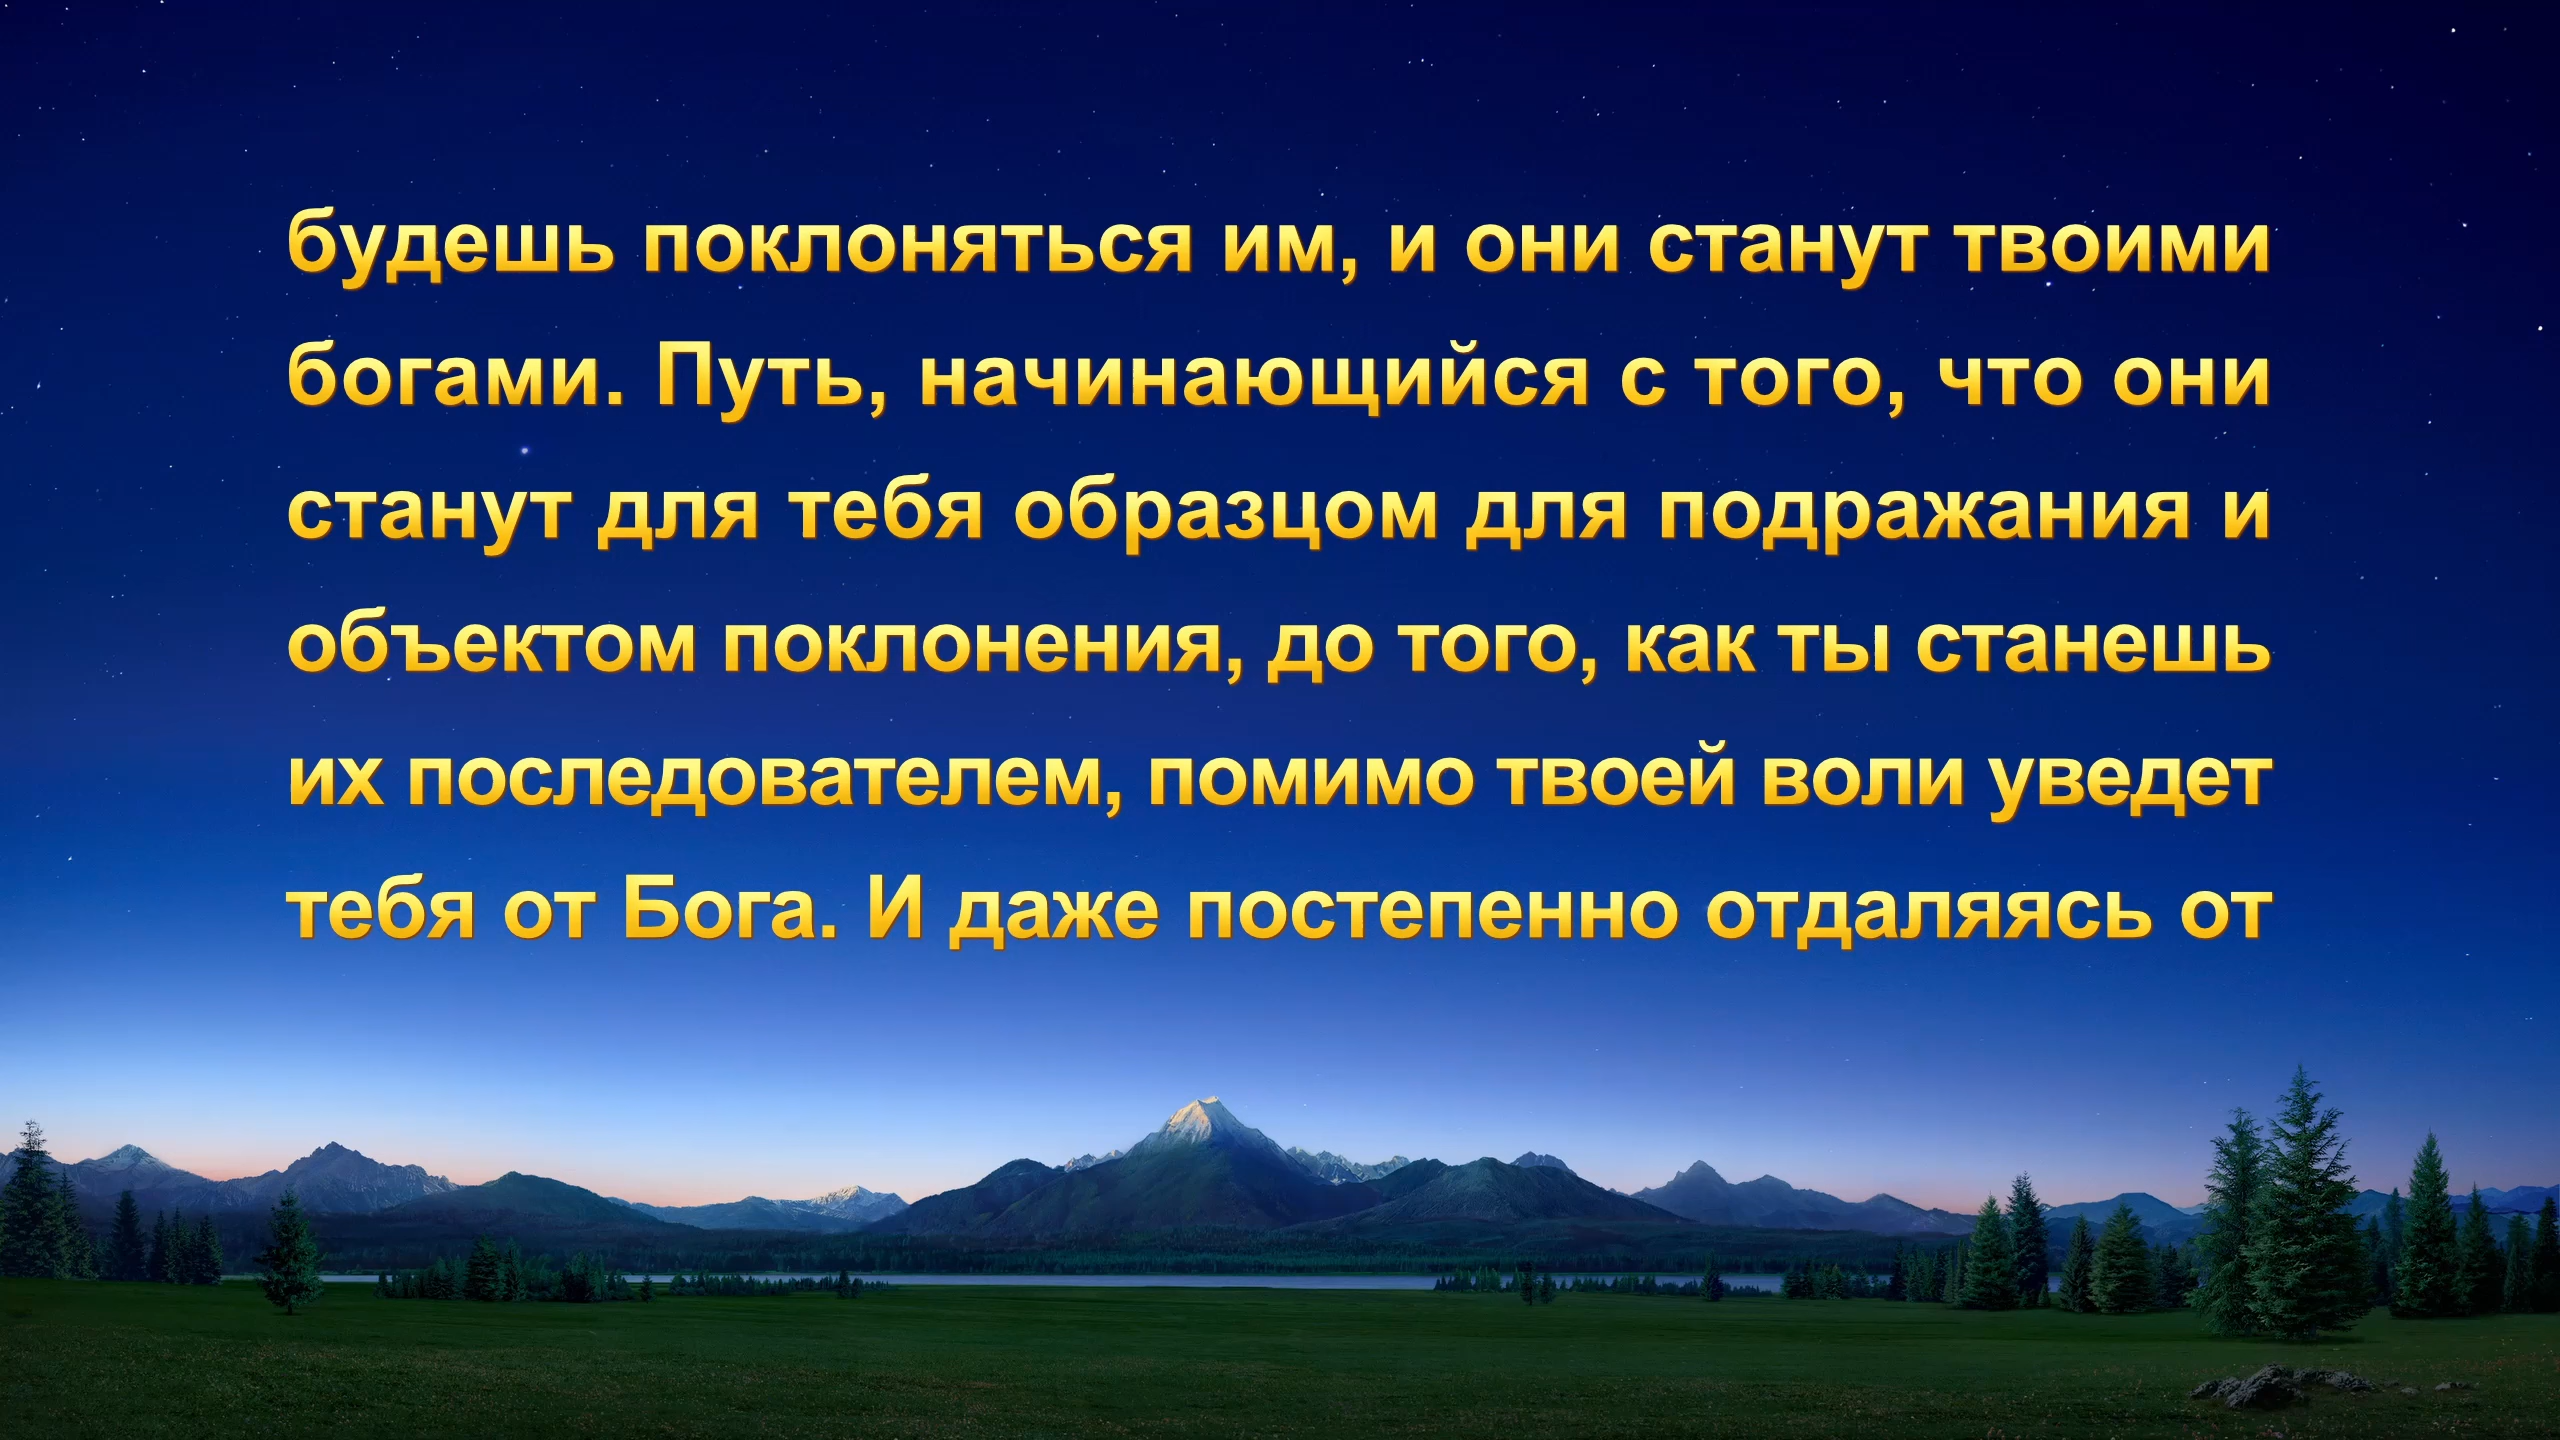 будешь поклоняться им, и они станут твоими
богами. Путь, начинающийся с того, что они
станут для тебя образцом для подражания и
объектом поклонения, до того, как ты станешь
их последователем, помимо твоей воли уведет
тебя от Бога. И даже постепенно отдаляясь от